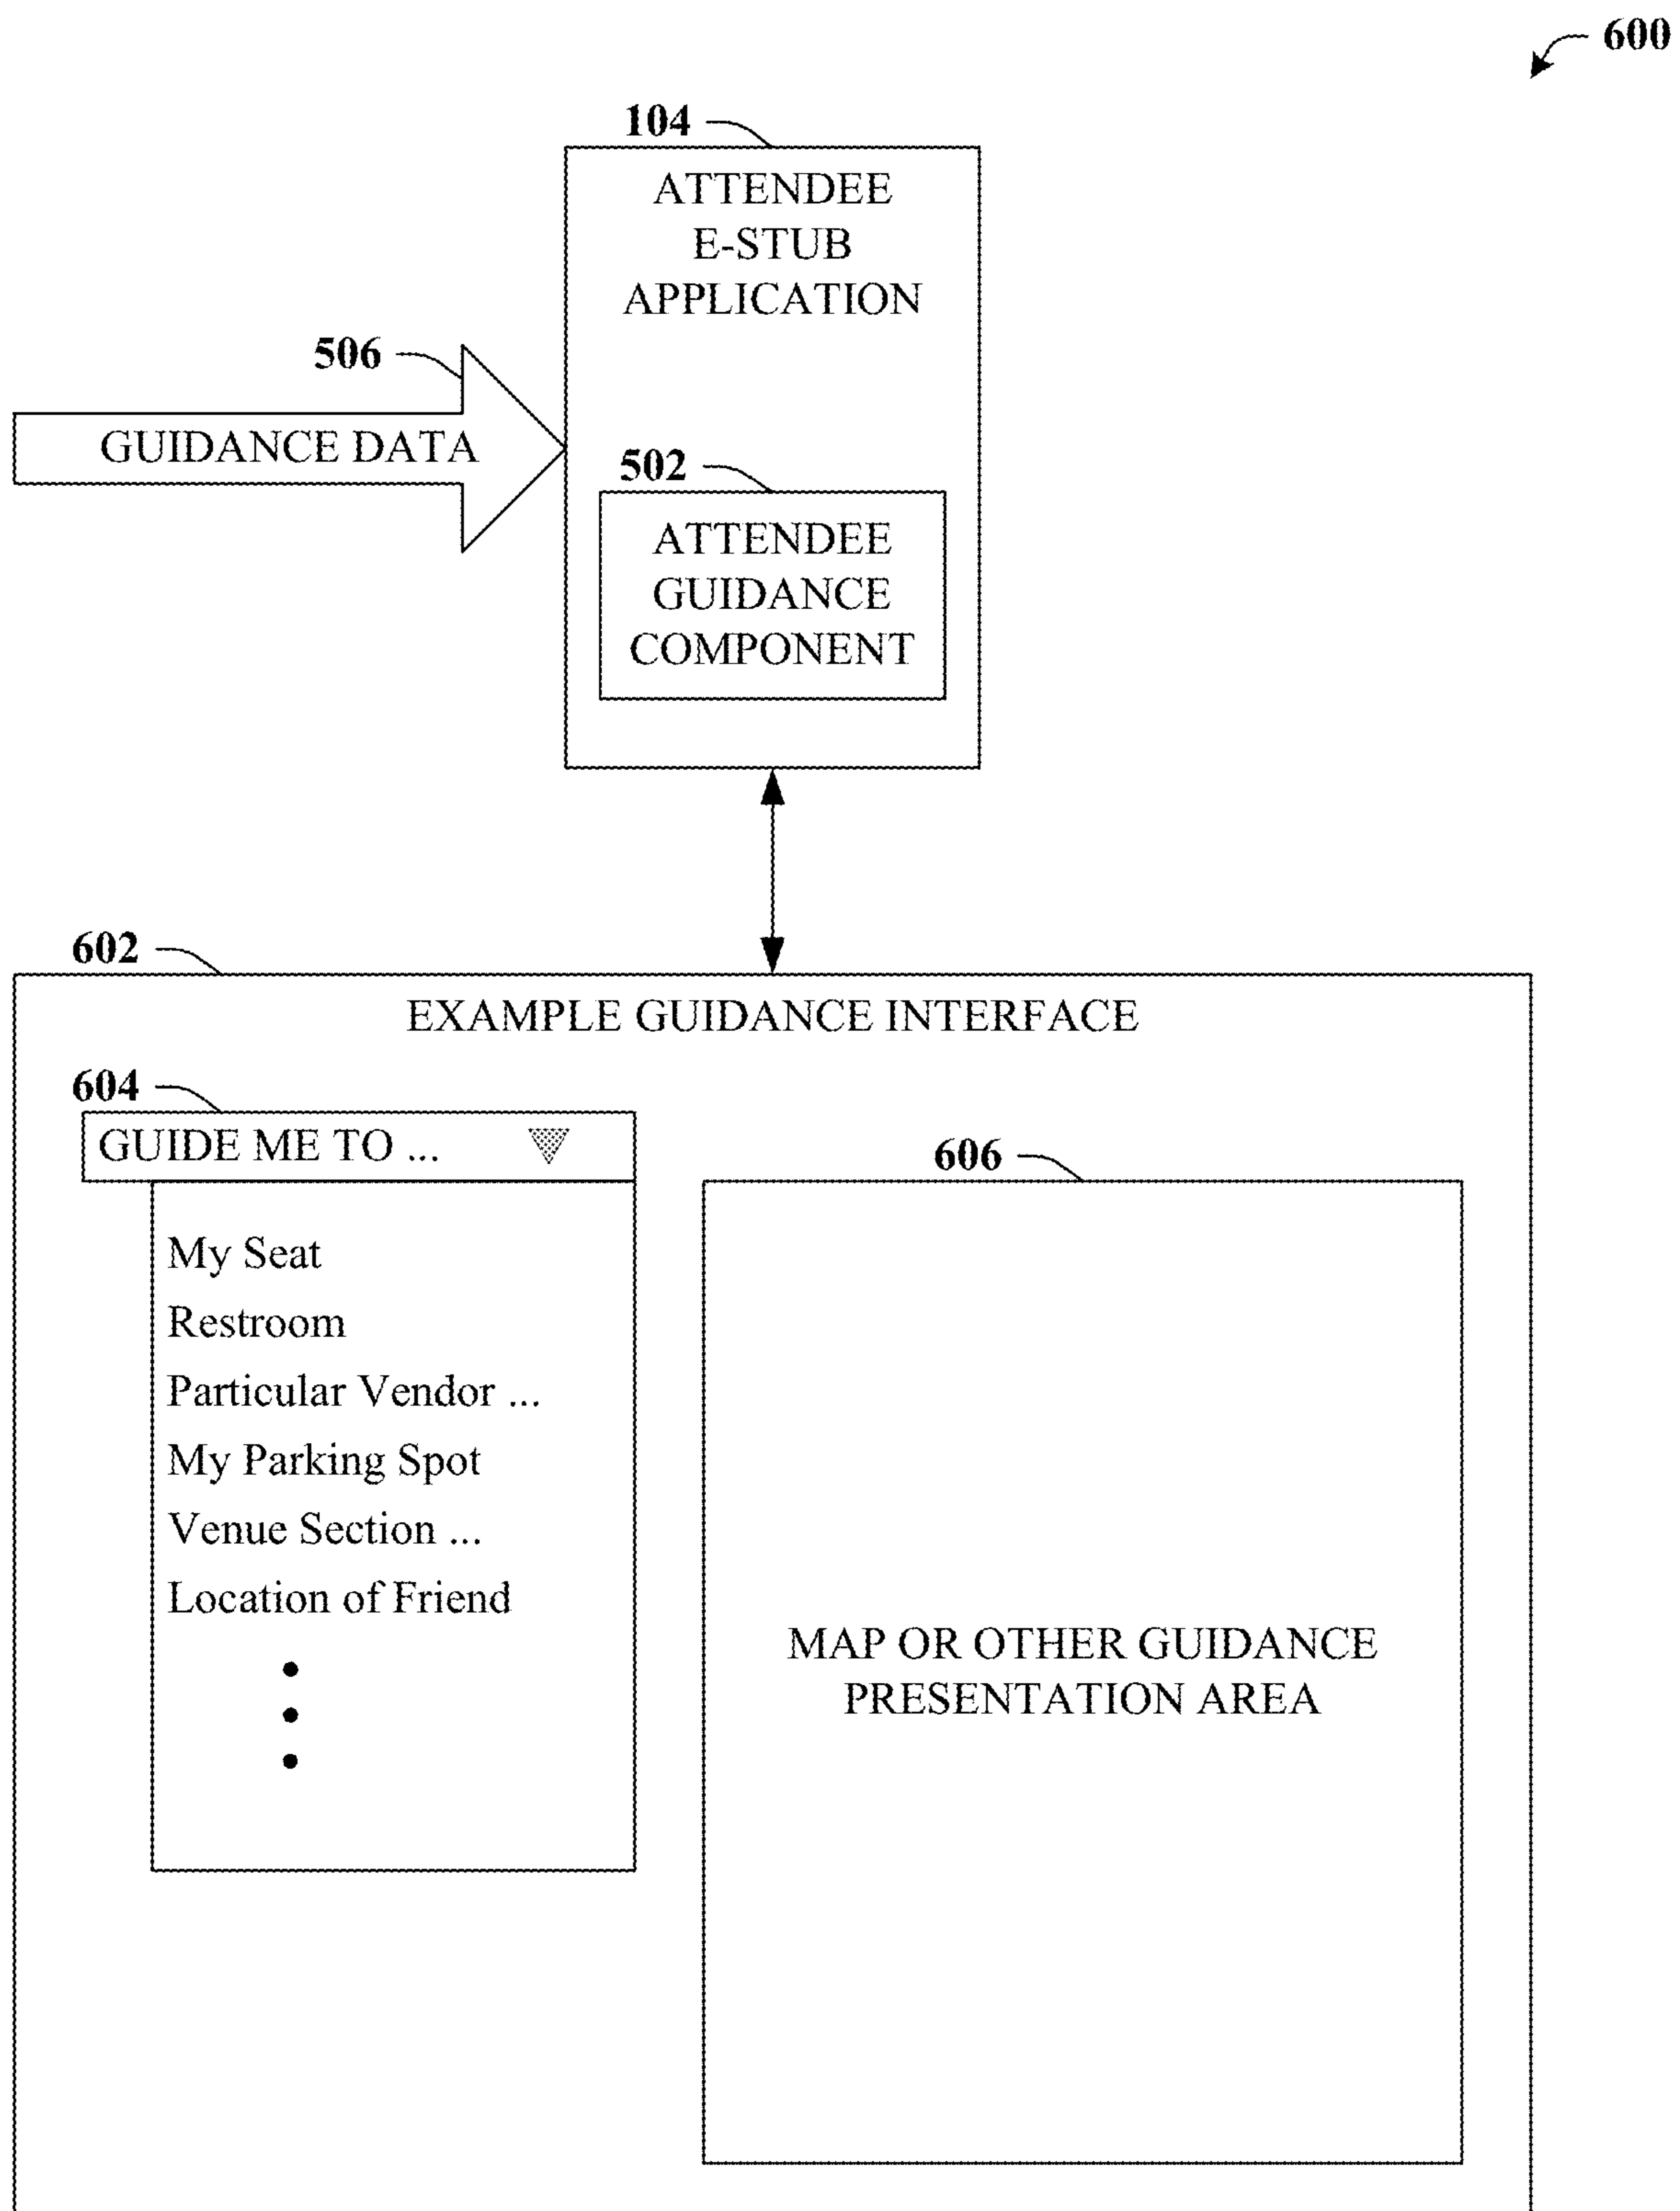 600
104
ATTENDEE
E-STUB
APPLICATION
506
GUIDANCE DATA
502
ATTENDEE
GUIDANCE
COMPONENT
602
EXAMPLE GUIDANCE INTERFACE
604
GUIDE ME TO ...
606
My Seat
Restroom
Particular Vendor ...
My Parking Spot
Venue Section ...
Location of Friend
MAP OR OTHER GUIDANCE
PRESENTATION AREA